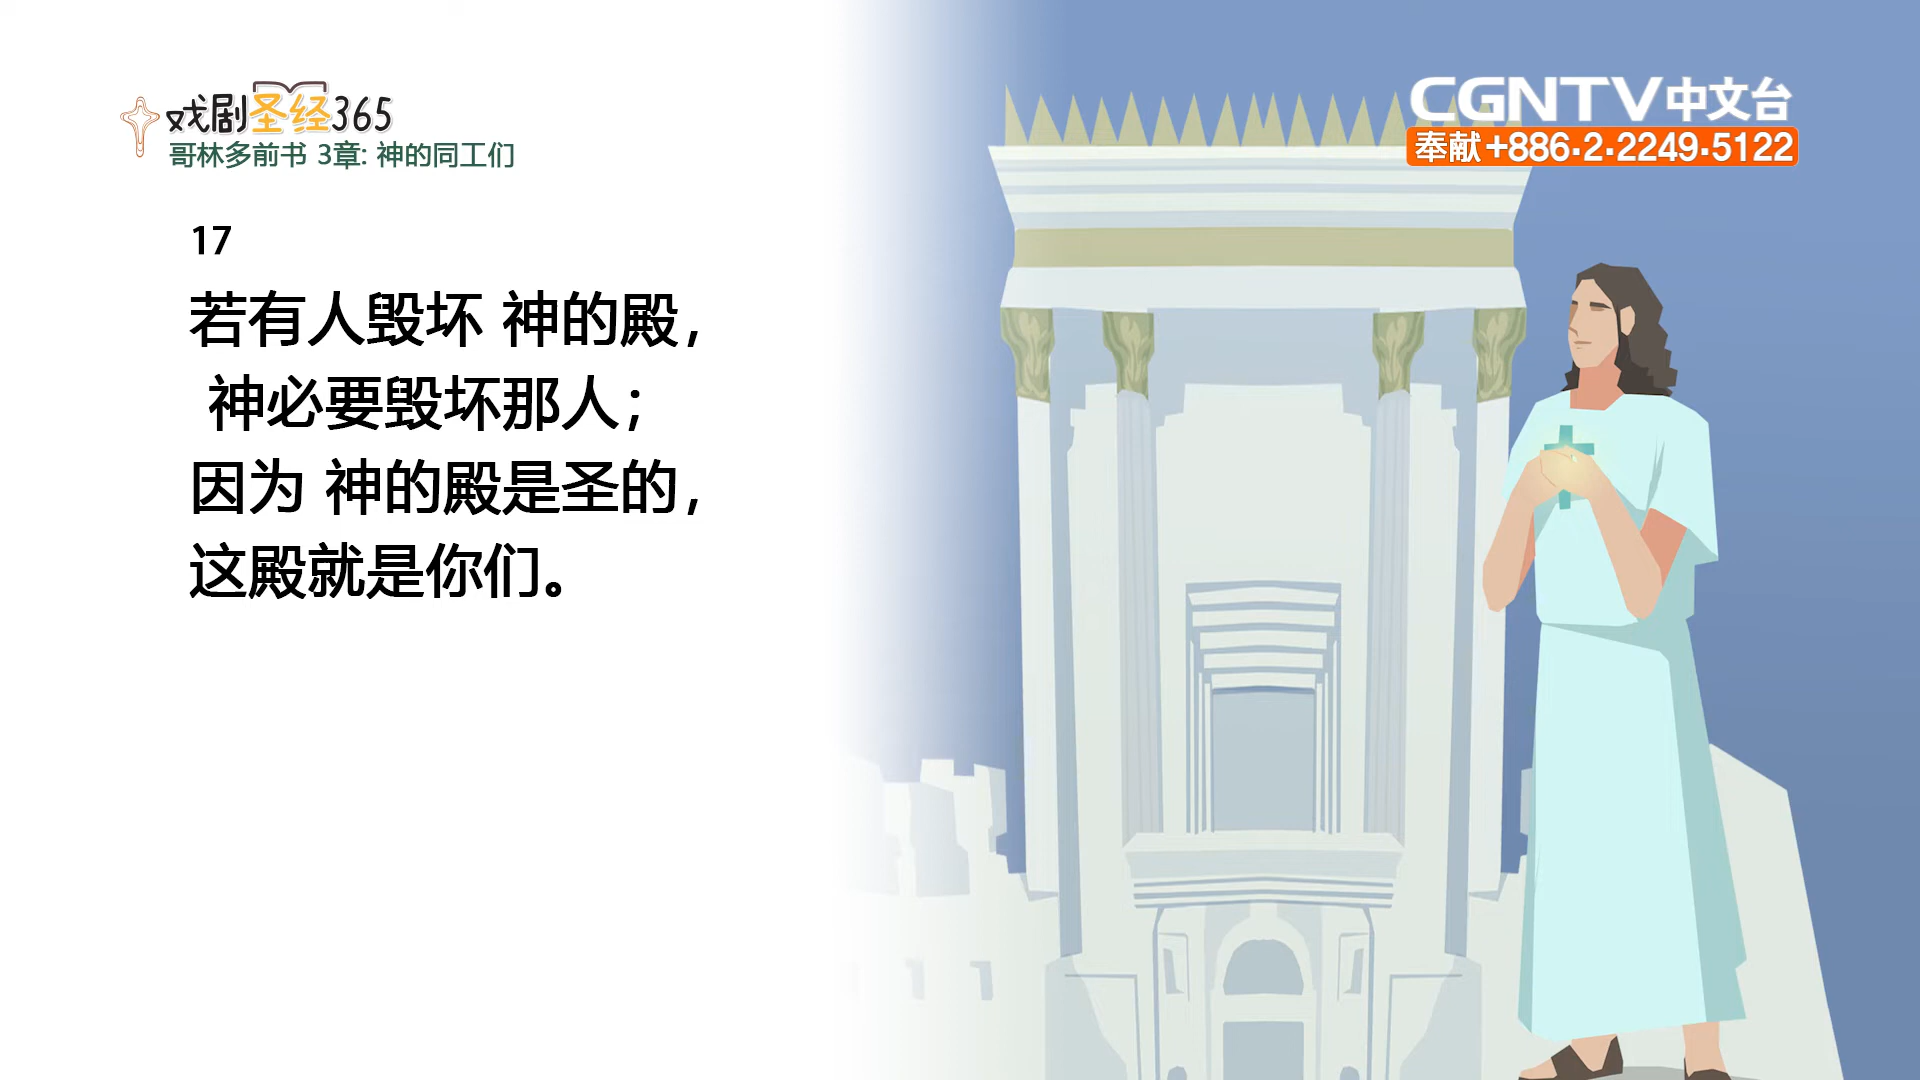 戏剧圣经365
哥林多前书 3章: 神的同工们
CGNTV中文台
奉献+886·2·2249·5122
17
若有人毁坏 神的殿，
神必要毁坏那人；
因为 神的殿是圣的，
这殿就是你们。